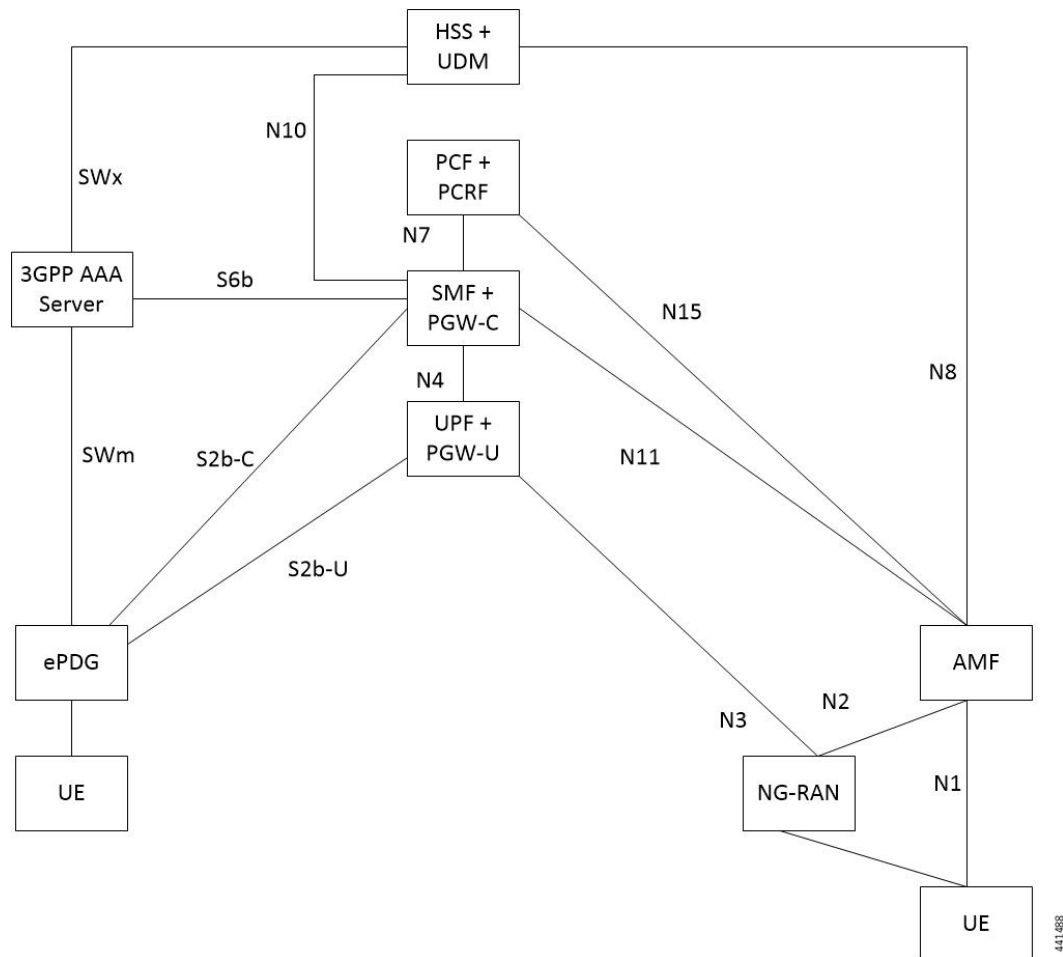 HSS +
UDM
N10
PCF +
PCRF
SWx
N7
3GPP AAA
Server
S6b
SMF +
PGW-C
N15
N8
N4
UPF +
PGW-U
SWm
S2b-C
N11
S2b-U
ePDG
AMF
N2
N3
UE
NG-RAN
N1
UE
441488